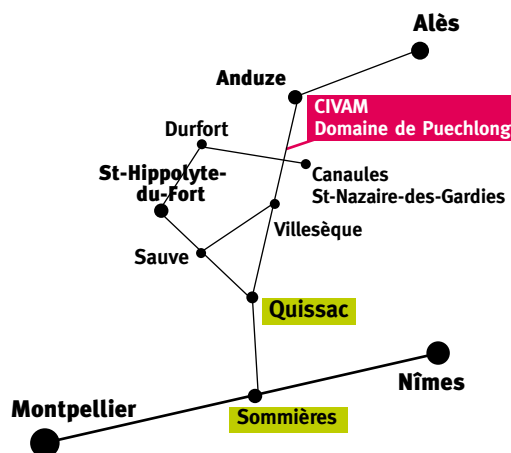 Alès
Anduze
CIVAM
Domaine de Puechlong
Durfort
St-Hippolyte-
du-Fort
Canaules
St-Nazaire-des-Gardies
Villesèque
Sauve
Quissac
Nîmes
Montpellier
Sommières